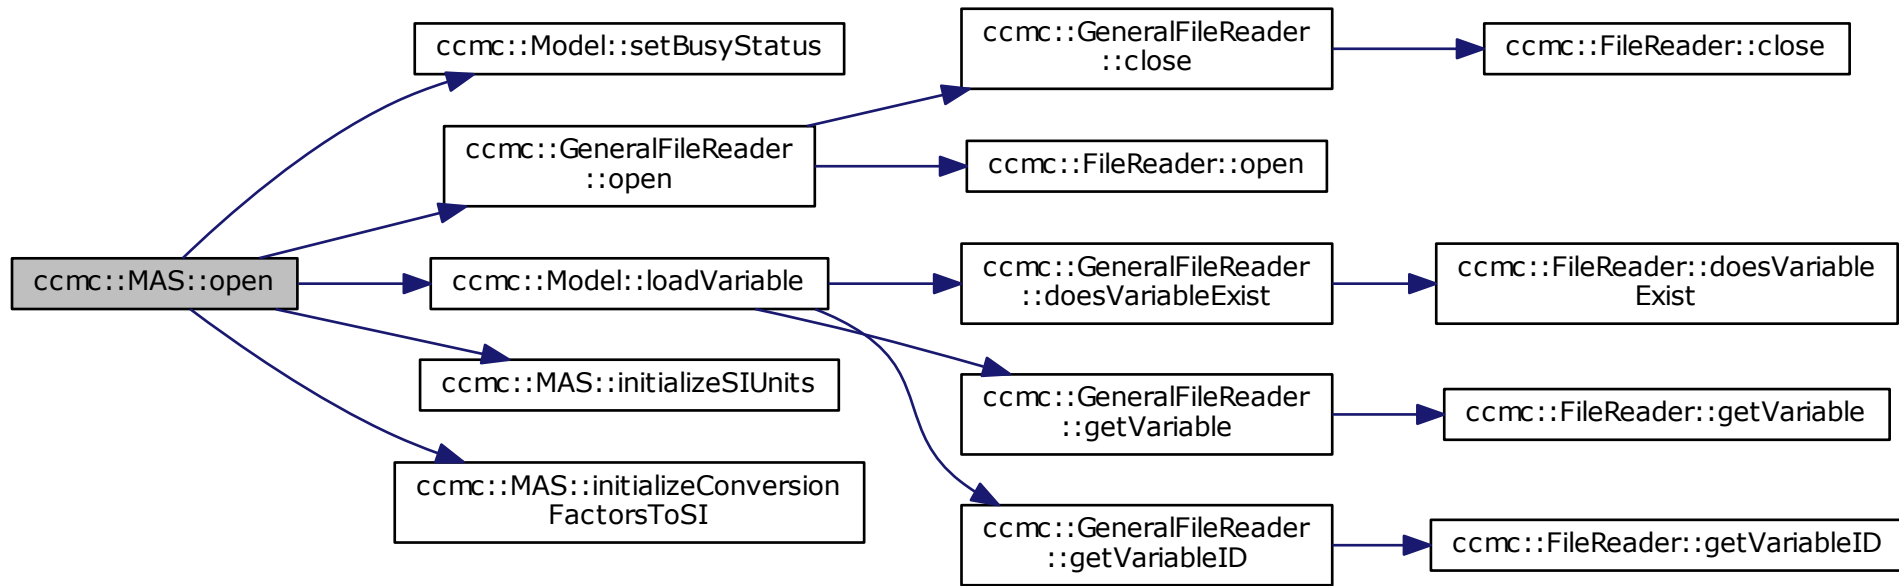 ccmc::MAS::open
ccmc::Model::setBusyStatus
ccmc::GeneralFileReader
::open
ccmc::Model::loadVariable
ccmc::MAS::initializeSIUnits
ccmc::MAS::initializeConversion
FactorsToSI
ccmc::GeneralFileReader
::close
ccmc::FileReader::open
ccmc::GeneralFileReader
::doesVariableExist
ccmc::GeneralFileReader
::getVariable
ccmc::GeneralFileReader
::getVariableID
ccmc::FileReader::close
ccmc::FileReader::doesVariable
Exist
ccmc::FileReader::getVariable
ccmc::FileReader::getVariableID